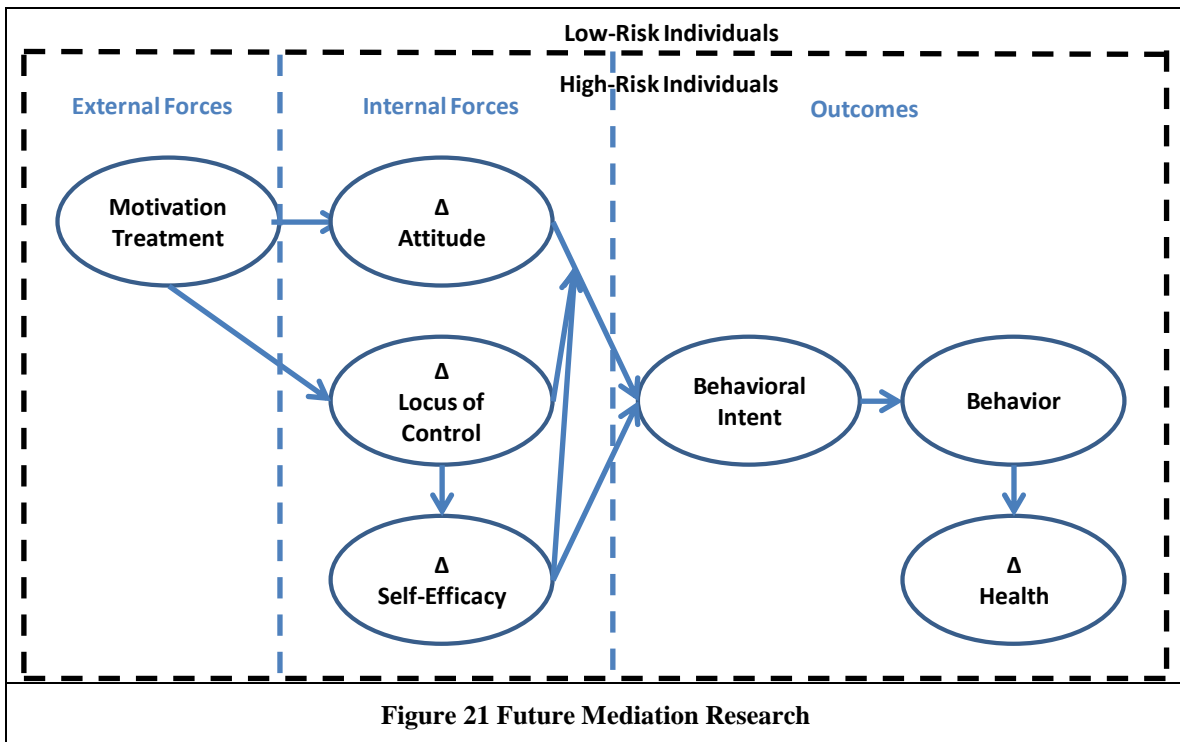 Low-Risk Individuals
High-Risk Individuals
External Forces
Internal Forces
Outcomes
Motivation
Treatment
Δ
Attitude
Δ
Locus of
Control
Behavioral
Intent
Behavior
Δ
Self-Efficacy
Δ
Health
Figure 21 Future Mediation Research